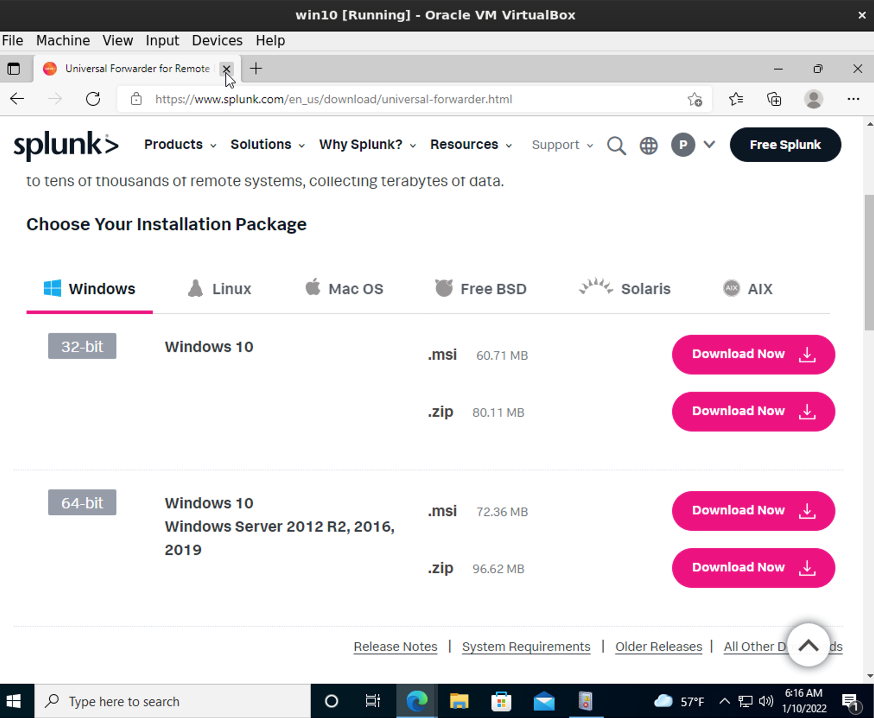 win10 [Running] - Oracle VM VirtualBox
File Machine View Input Devices Help
Universal Forwarder for Remote
https://www.splunk.com/en_us/download/universal-forwarder.html
splunk> Products Solutions Why Splunk? Resources Support P Free Splunk
to tens of thousands of remote systems, collecting terabytes of data.
Choose Your Installation Package
Windows Linux Mac OS Free BSD Solaris AIX AIX
32-bit Windows 10 .msi 60.71 MB Download Now
.zip 80.11 MB Download Now
64-bit Windows 10 .msi 72.36 MB Download Now
Windows Server 2012 R2, 2016,
2019
.zip 96.62 MB Download Now
Release Notes | System Requirements | Older Releases | All Other D ds
Type here to search 57°F 6:16 AM
1/10/2022 1